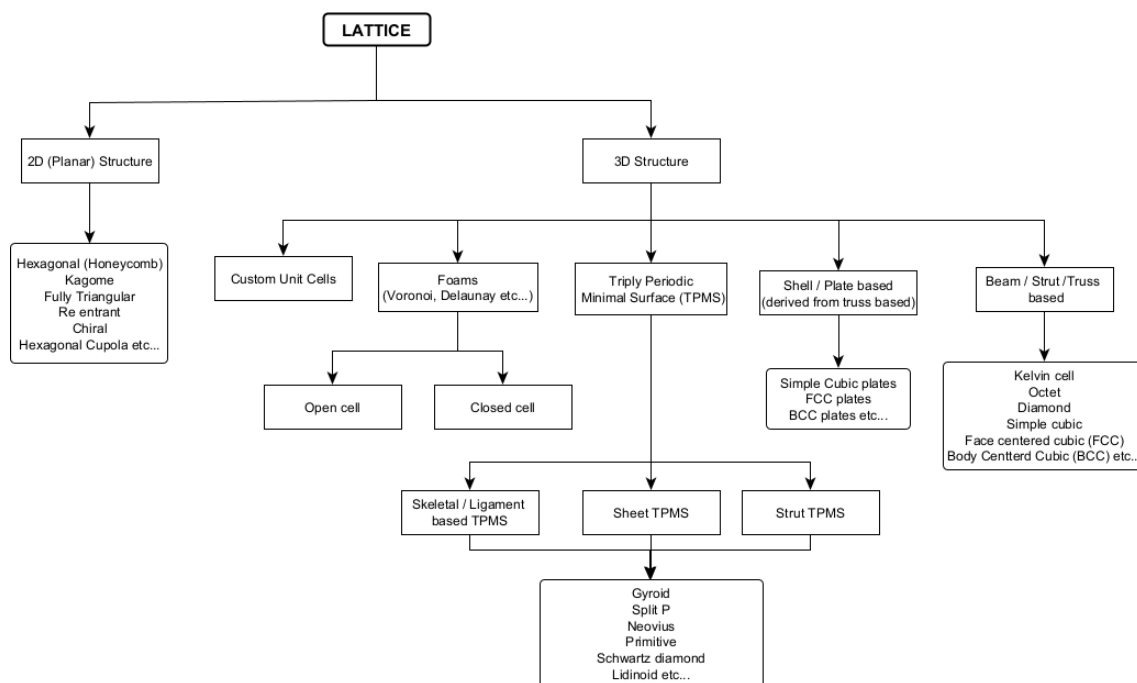 LATTICE
2D (Planar) Structure
3D Structure
Hexagonal (Honeycomb)
Kagome
Fully Triangular
Re entrant
Chiral
Hexagonal Cupola etc...
Custom Unit Cells
Foams
(Voronoi, Delaunay etc...)
Triply Periodic
Minimal Surface (TPMS)
Shell / Plate based
(derived from truss based)
Beam / Strut /Truss
based
Open cell
Closed cell
Simple Cubic plates
FCC plates
BCC plates etc...
Kelvin cell
Octet
Diamond
Simple cubic
Face centered cubic (FCC)
Body Centterd Cubic (BCC) etc...
Skeletal / Ligament
based TPMS
Sheet TPMS
Strut TPMS
Gyroid
Split P
Neovius
Primitive
Schwartz diamond
Lidinoid etc...